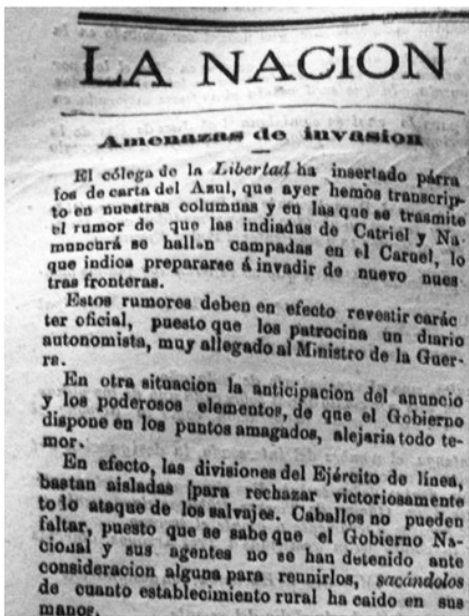 LA NACION
Amenazas de invasion
El cólega de la Libertad ha insertado párra
fos de carta del Azul, que ayer hemos transcrip-
to en nuestras columnas y en las que se trasmite
el rumor de que las indiadas de Catriel y Na-
muncurá se hallan campadas en el Caruel, lo
que indica prepararse á invadir de nuevo nues
tras fronteras.
Estos rumores deben en efecto revestir carác
ter oficial, puesto que los patrocina un diario
autonomista, muy allegado al Ministro de la Guer-
ra.
En otra situacion la anticipacion del anuncio
y los poderosos elementos, de que el Gobierno
dispone en los puntos amagados, alejaria todo te-
mor.
En efecto, las divisiones del Ejército de línea,
bastan aisladas [para rechazar victoriosamente
todo ataque de los salvajes. Caballos no pueden
faltar, puesto que se sabe que el Gobierno Na-
cional y sus agentes no se han detenido ante
consideracion alguna para reunirlos, sacándolos
de cuanto establecimiento rural ha caido en sus
manos.